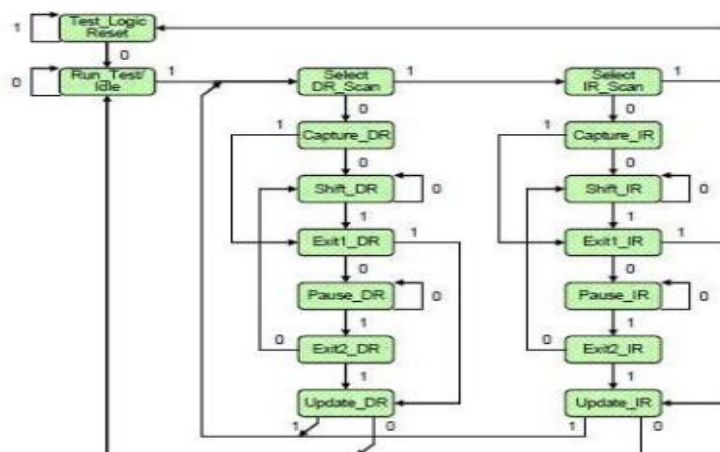 1
Test_Logic
Reset
0
0
Run_Test/
Idle
1
Select
DR_Scan
1
Select
IR_Scan
1
0
0
1
Capture_DR
1
Capture_IR
0
0
Shift_DR
0
Shift_IR
0
1
1
Exit1_DR
1
Exit1_IR
1
0
0
Pause_DR
0
Pause_IR
0
1
1
0
Exit2_DR
0
Exit2_IR
1
1
Update_DR
Update_IR
1
0
1
0